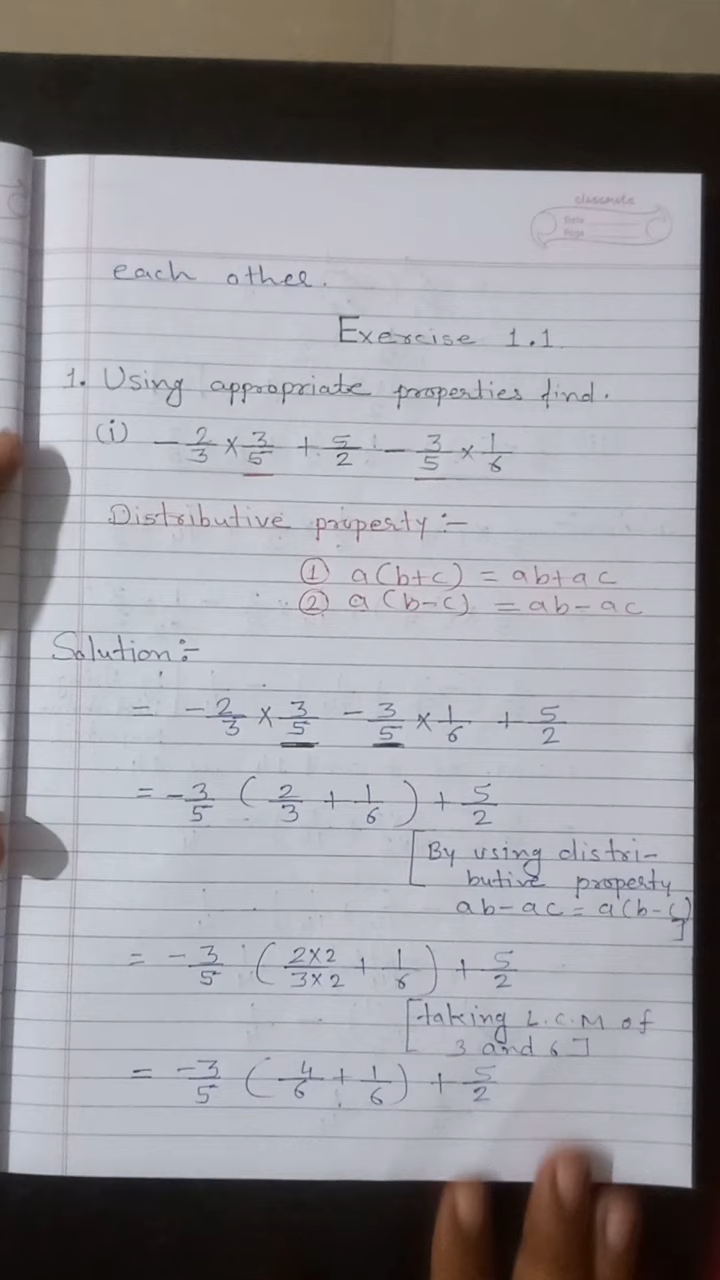 classmate
Date
Page
each other.
Exercise 1.1
1. Using appropriate properties find.
(i) - 2/3 × 3/5 + 5/2 - 3/5 × 1/6
Distributive property :-
① a(b+c) = ab+ac
② a(b-c) = ab-ac
Solution :-
= - 2/3 × 3/5 - 3/5 × 1/6 + 5/2
= - 3/5 ( 2/3 + 1/6 ) + 5/2
[By using distri-
butive property
ab-ac = a(b-c)]
= - 3/5 ( 2×2/3×2 + 1/6 ) + 5/2
[taking L.C.M of
3 and 6]
= -3/5 ( 4/6 + 1/6 ) + 5/2